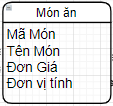 Món ăn
Mã Món
Tên Món
Đơn Giá
Đơn vị tính